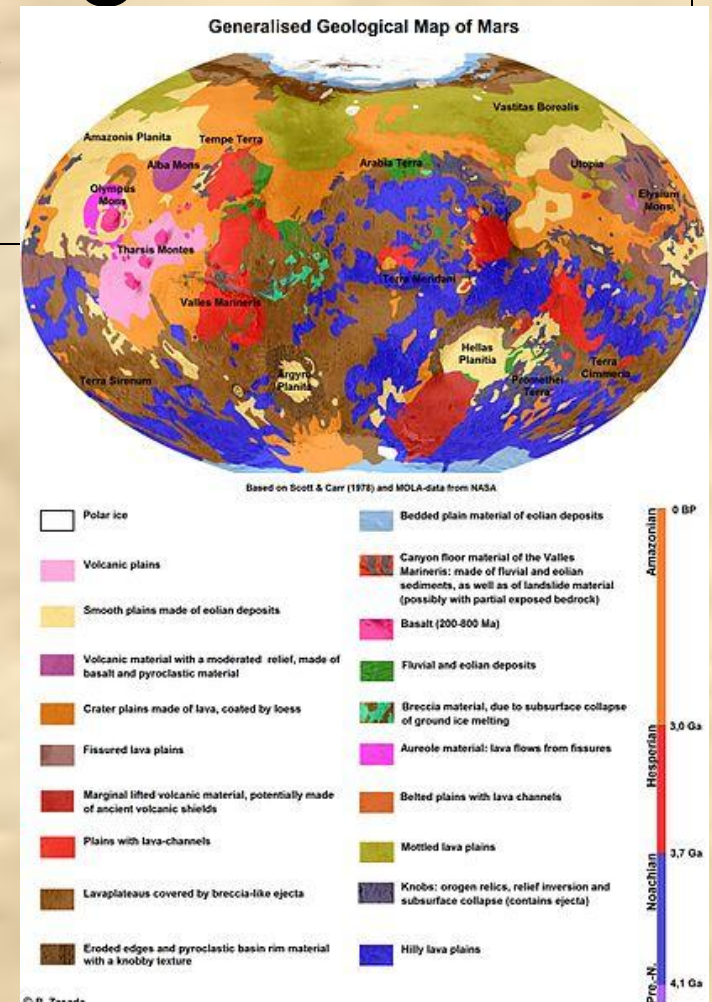 Generalised Geological Map of Mars
Vastitas Borealis
Amazonis Planita
Tempe Terra
Alba Mons
Arabia Terra
Utopia
Olympus
Mons
Elysium
Mons
Tharsis Montes
Terra Meridani
Valles Marineris
Hellas
Planitia
Terra
Cimmeria
Terra Sirenum
Argyre
Planita
Promethei
Terra
Based on Scott & Carr (1978) and MOLA-data from NASA
Polar ice
Volcanic plains
Smooth plains made of eolian deposits
Volcanic material with a moderated relief, made of
basalt and pyroclastic material
Crater plains made of lava, coated by loess
Fissured lava plains
Marginal lifted volcanic material, potentially made
of ancient volcanic shields
Plains with lava-channels
Lavaplateaus covered by breccia-like ejecta
Eroded edges and pyroclastic basin rim material
with a knobby texture
Bedded plain material of eolian deposits
Canyon floor material of the Valles
Marineris: made of fluvial and eolian
sediments, as well as of landslide material
(possibly with partial exposed bedrock)
Basalt (200-800 Ma)
Fluvial and eolian deposits
Breccia material, due to subsurface collapse
of ground ice melting
Aureole material: lava flows from fissures
Belted plains with lava channels
Mottled lava plains
Knobs: orogen relics, relief inversion and
subsurface collapse (contains ejecta)
Hilly lava plains
0 BP
Amazonian
3,0 Ga
Hesperian
3,7 Ga
Noachian
4,1 Ga
Pre.-N.